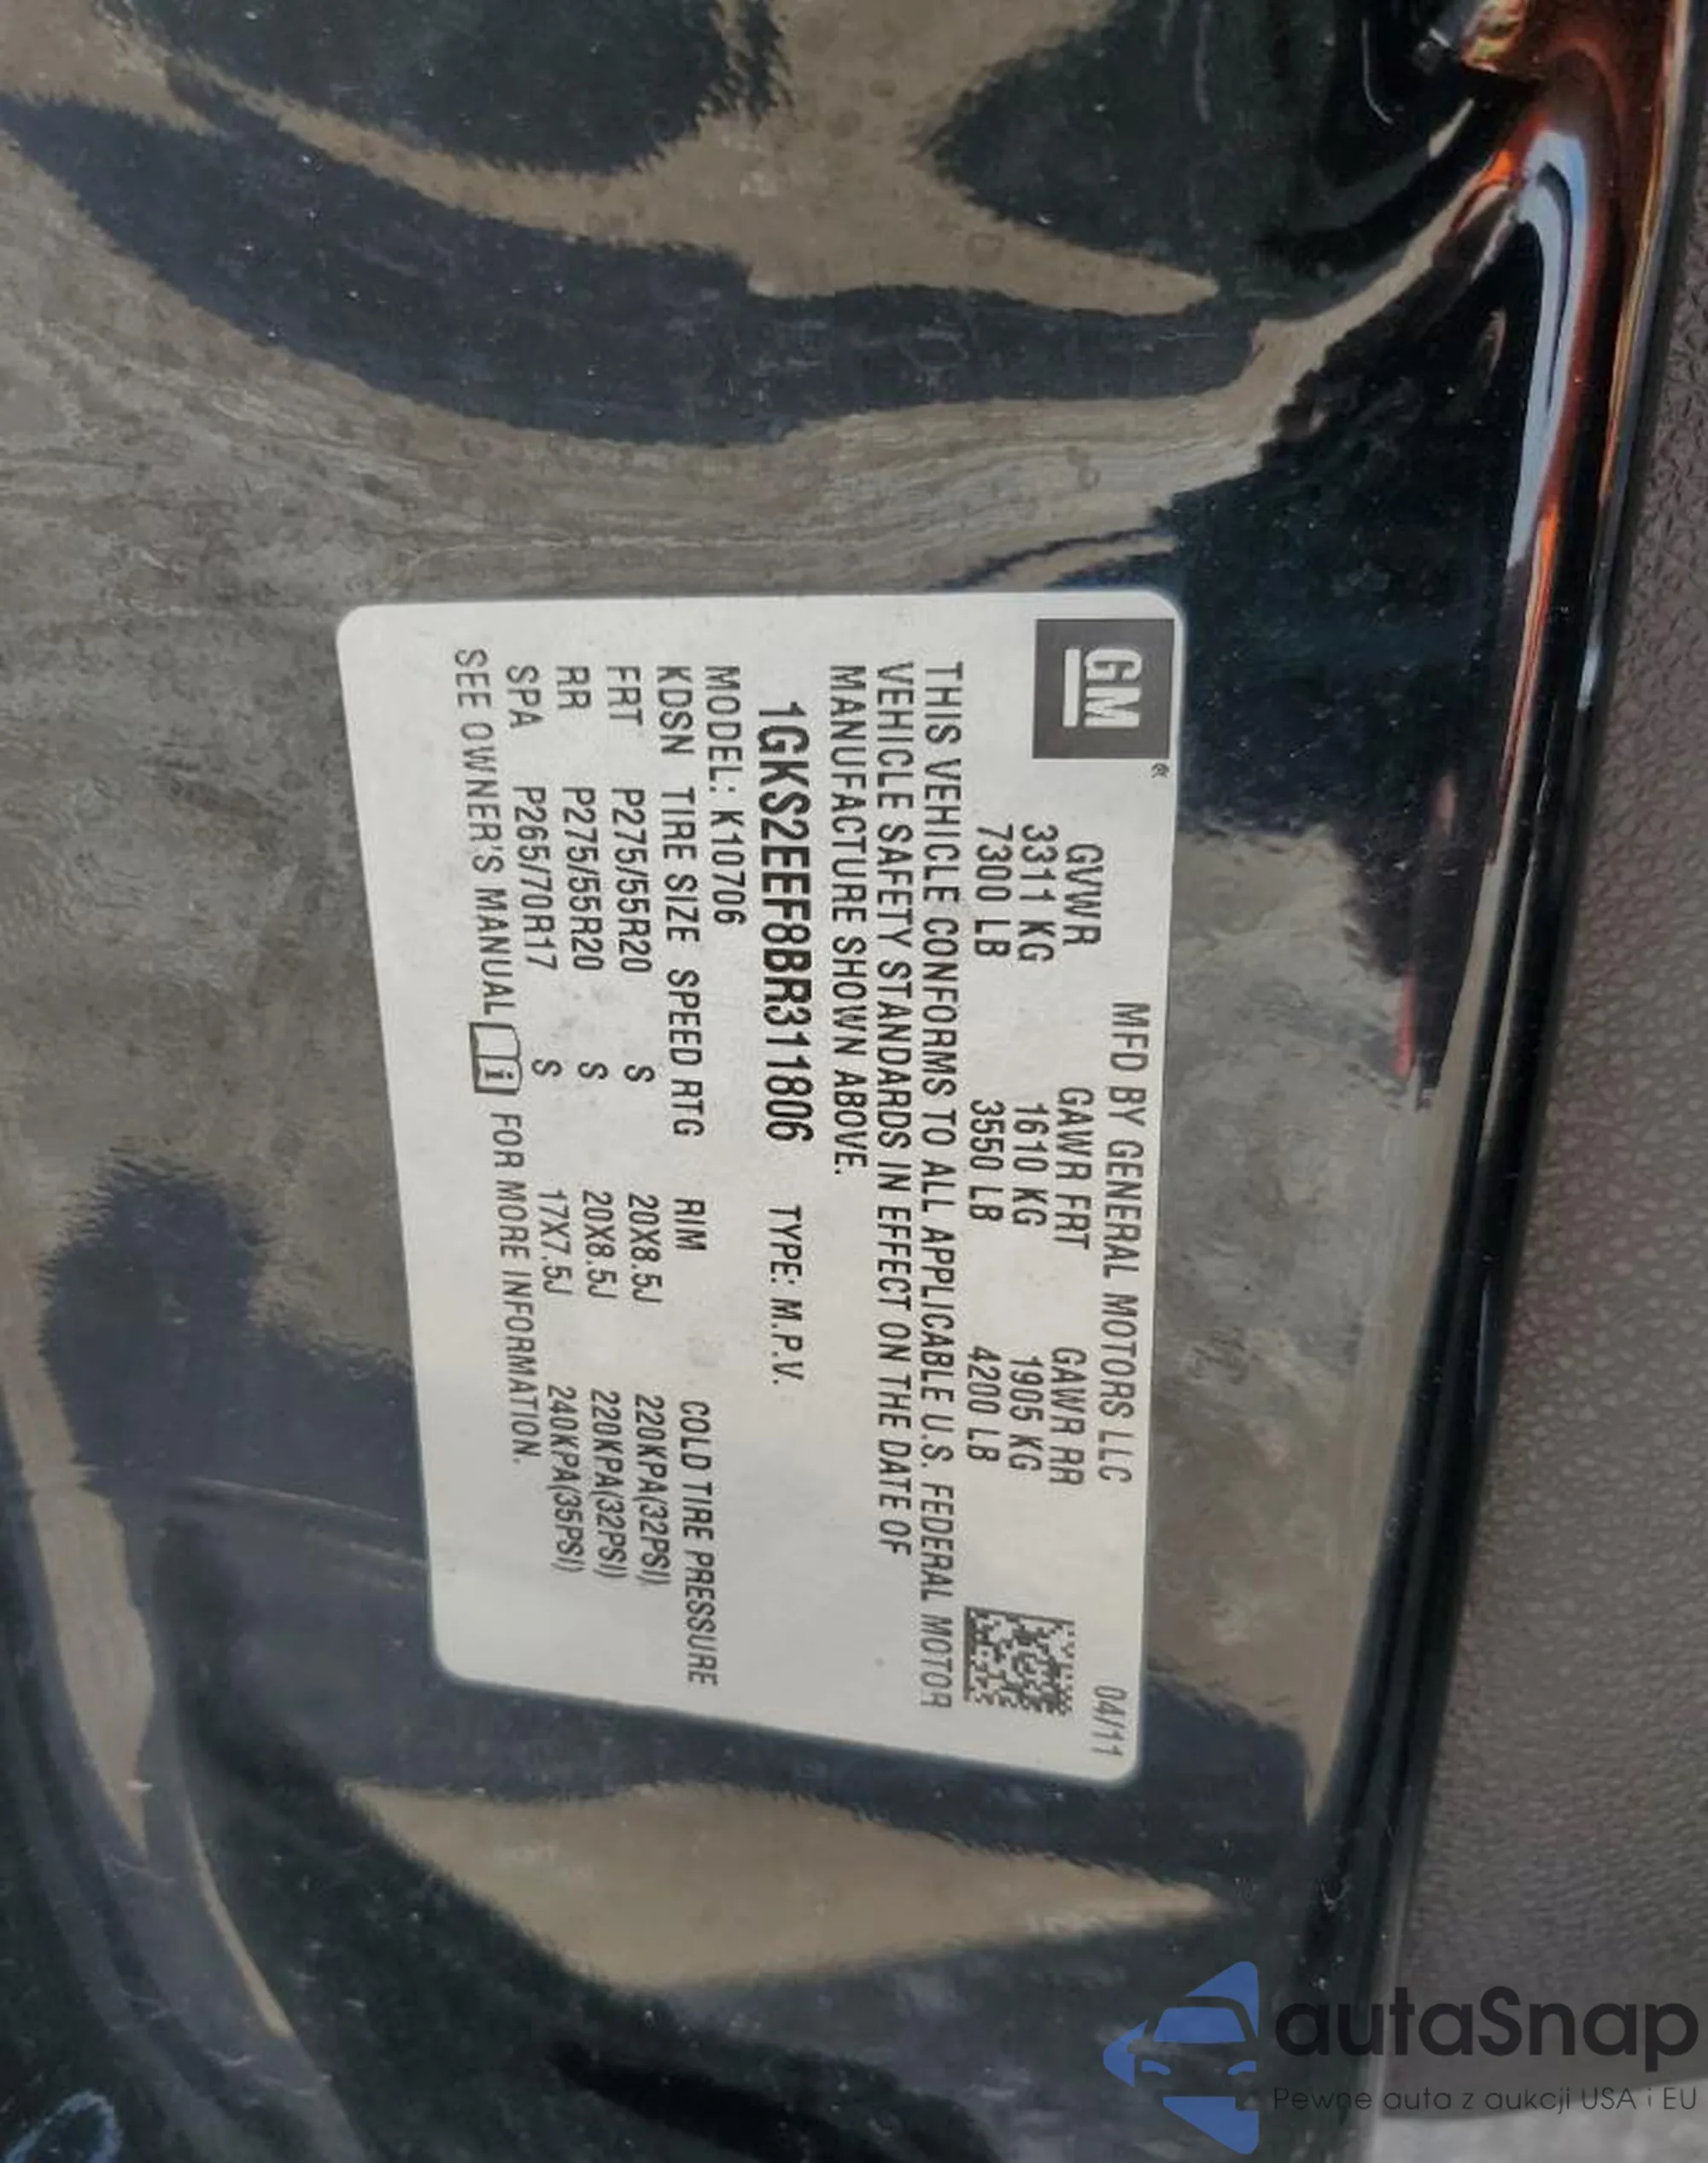 GM
MFD BY GENERAL MOTORS LLC 04/11
GVWR GAWR FRT GAWR RR
3311 KG 1610 KG 1905 KG
7300 LB 3550 LB 4200 LB
THIS VEHICLE CONFORMS TO ALL APPLICABLE U.S. FEDERAL MOTOR
VEHICLE SAFETY STANDARDS IN EFFECT ON THE DATE OF
MANUFACTURE SHOWN ABOVE.
1GKS2EEF8BR311806 TYPE: M.P.V.
MODEL: K10706
KDSN TIRE SIZE SPEED RTG RIM COLD TIRE PRESSURE
FRT P275/55R20 S 20X8.5J 220KPA(32PSI)
RR P275/55R20 S 20X8.5J 220KPA(32PSI)
SPA P265/70R17 S 17X7.5J 240KPA(35PSI)
SEE OWNER'S MANUAL i FOR MORE INFORMATION.
autaSnap
Pewne auta z aukcji USA i EU